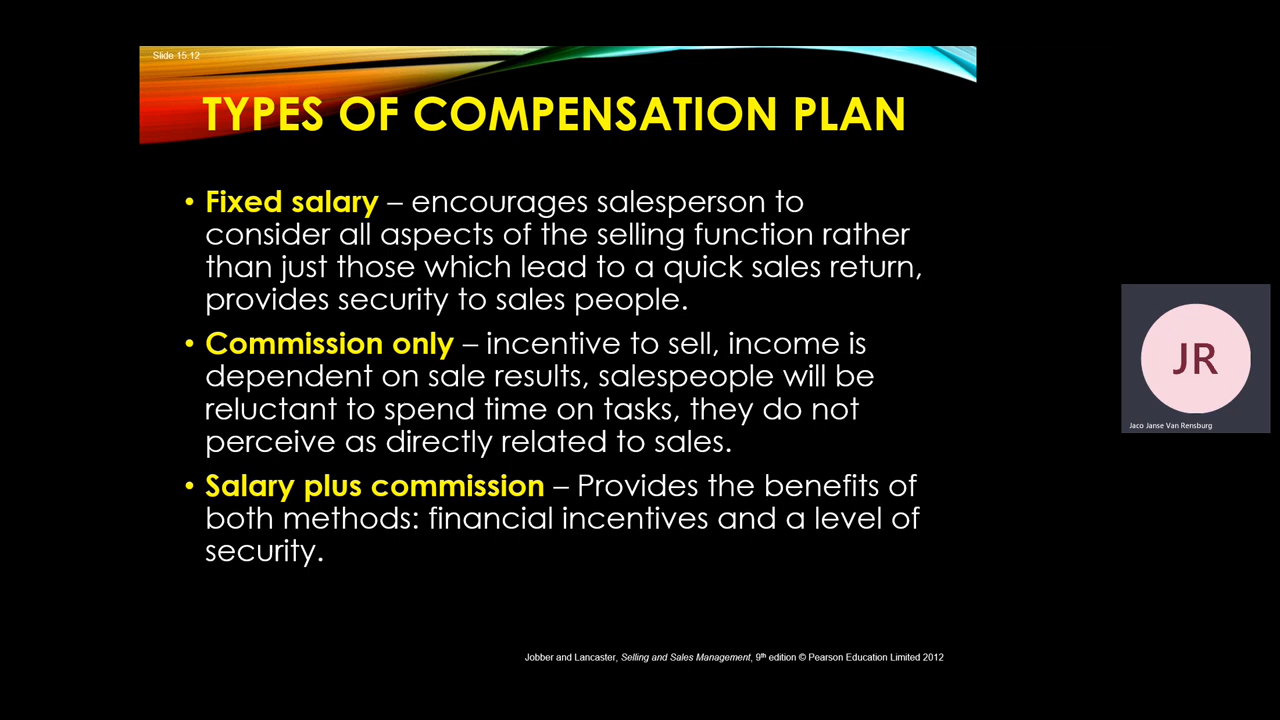 Slide 15.12
TYPES OF COMPENSATION PLAN
• Fixed salary – encourages salesperson to
consider all aspects of the selling function rather
than just those which lead to a quick sales return,
provides security to sales people.
• Commission only – incentive to sell, income is
dependent on sale results, salespeople will be
reluctant to spend time on tasks, they do not
perceive as directly related to sales.
• Salary plus commission – Provides the benefits of
both methods: financial incentives and a level of
security.
Jobber and Lancaster, Selling and Sales Management, 9th edition © Pearson Education Limited 2012
JR
Jaco Janse Van Rensburg